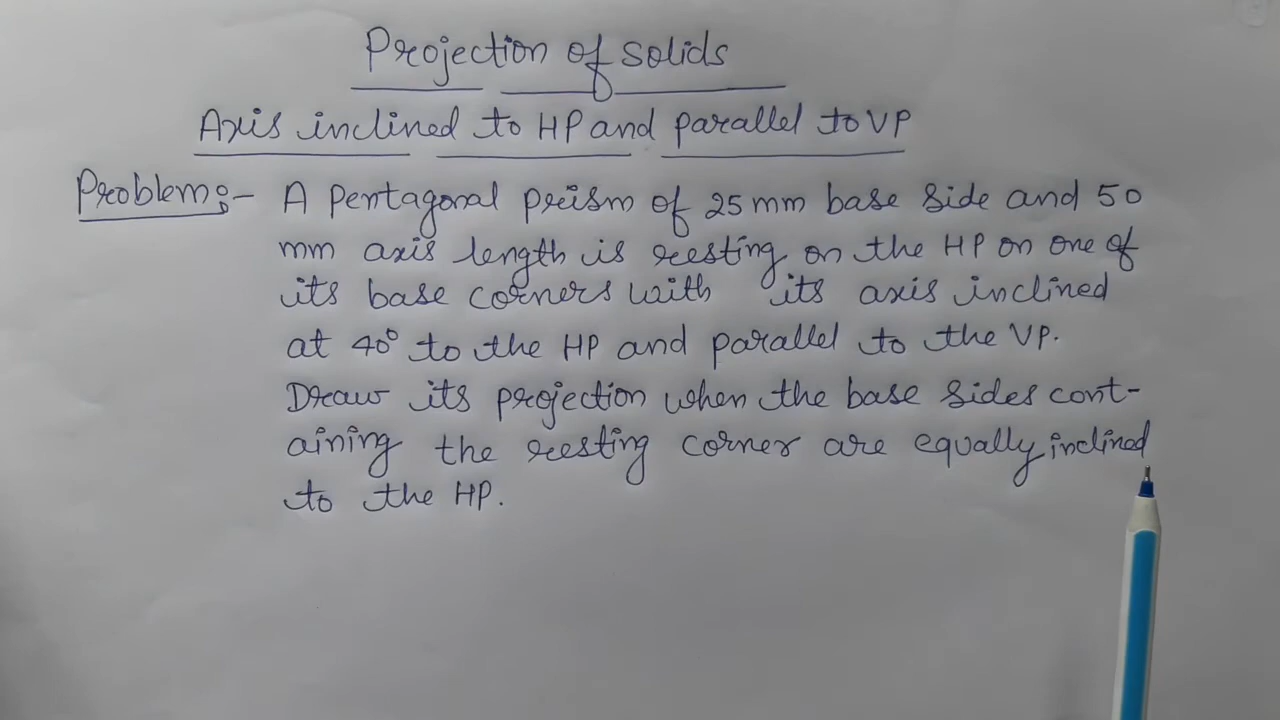 Projection of solids
Axis inclined to HP and parallel to VP
Problem:- A Pentagonal prism of 25 mm base side and 50
mm axis length is resting on the HP on one of
its base corners with its axis inclined
at 40° to the HP and parallel to the VP.
Draw its projection when the base sides cont-
aining the resting corner are equally inclined
to the HP.